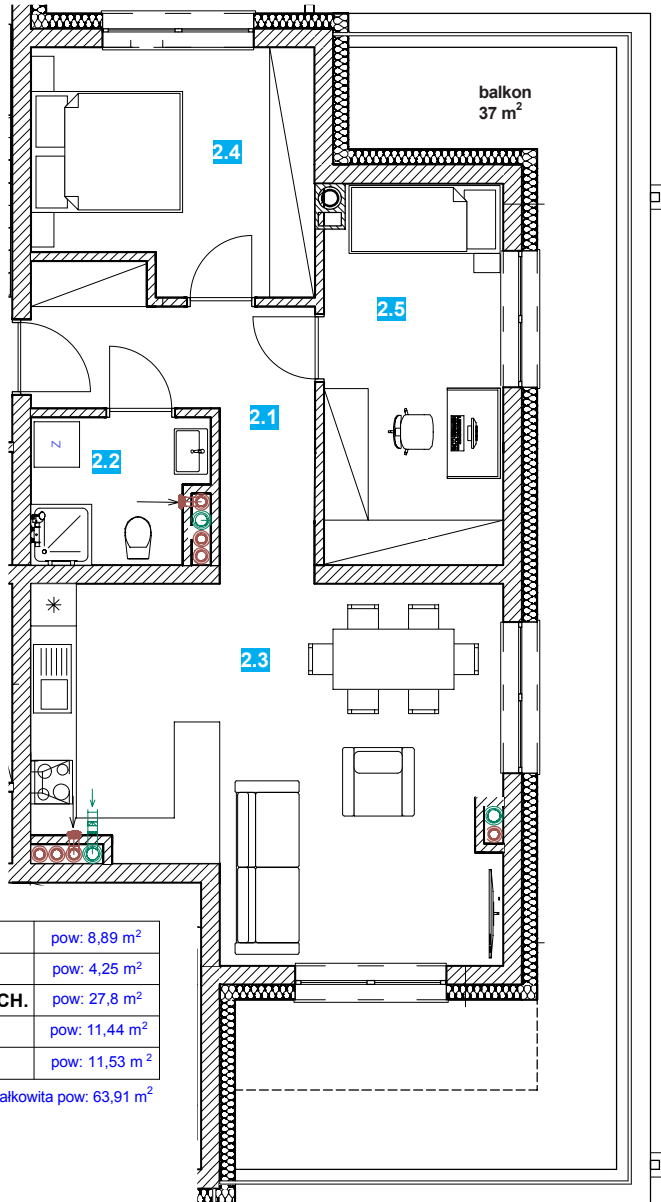 balkon
37 m²
2.4
2.5
2.1
2.2
Z
2.3
pow: 8,89 m²
pow: 4,25 m²
CH. pow: 27,8 m²
pow: 11,44 m²
pow: 11,53 m²
ałkowita pow: 63,91 m²